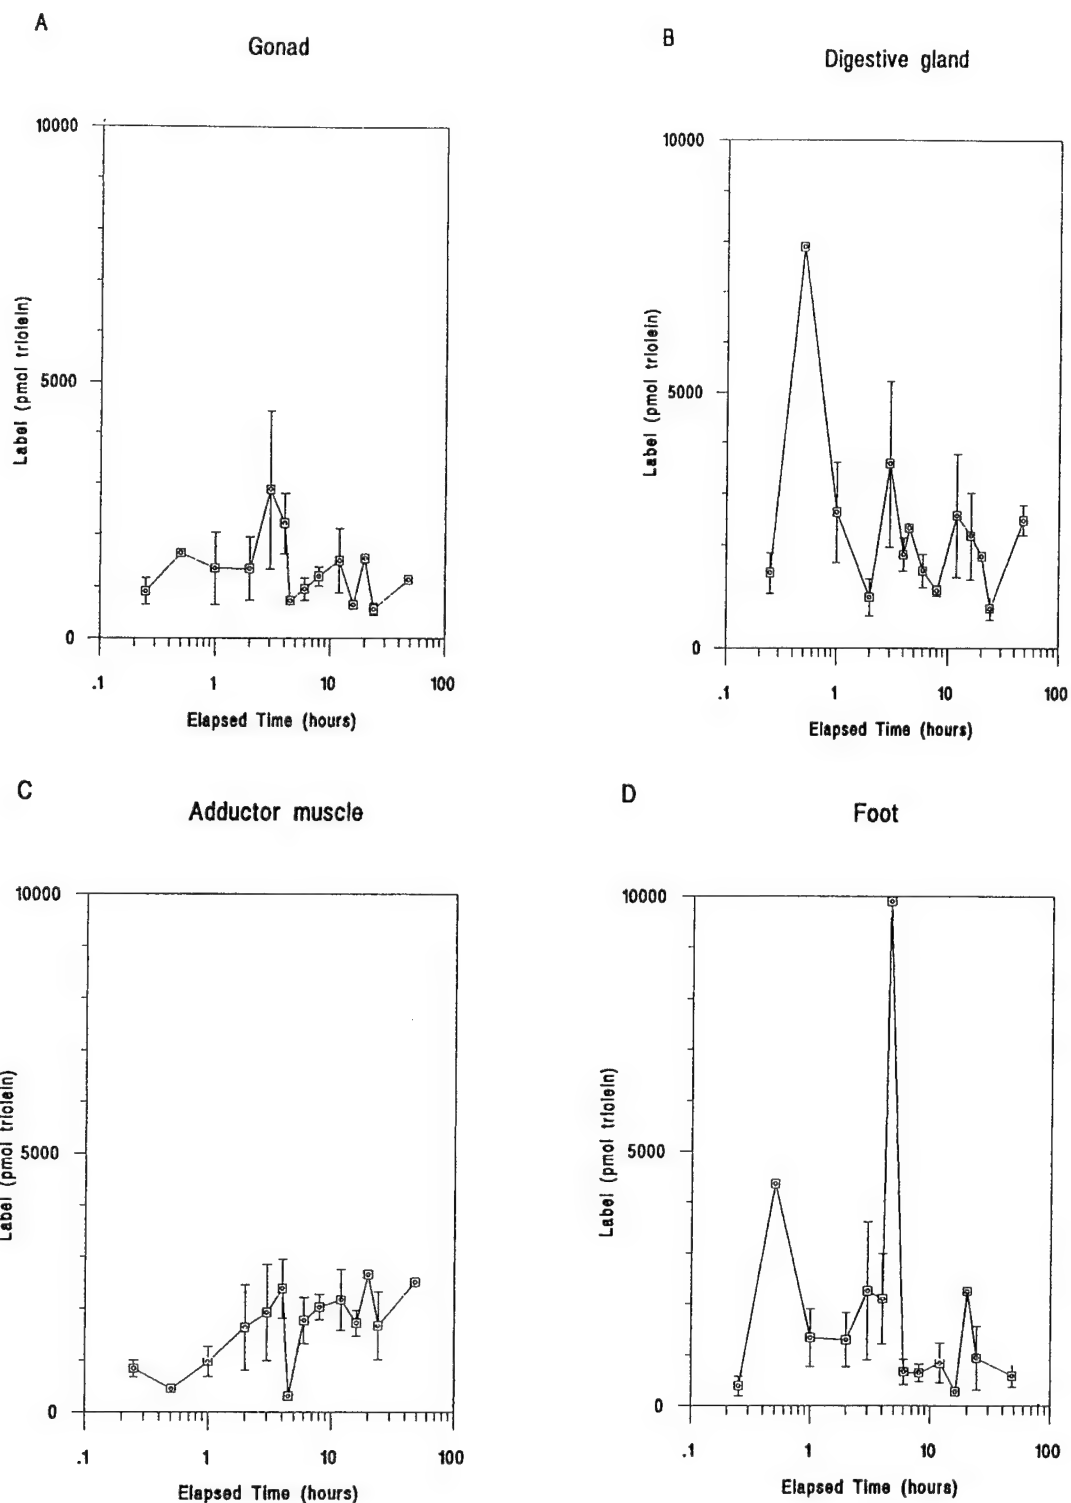 A
Gonad
10000
5000
0
Label (pmol triolein)
.1 1 10 100
Elapsed Time (hours)
B
Digestive gland
10000
5000
0
Label (pmol triolein)
.1 1 10 100
Elapsed Time (hours)
C
Adductor muscle
10000
5000
0
Label (pmol triolein)
.1 1 10 100
Elapsed Time (hours)
D
Foot
10000
5000
0
Label (pmol triolein)
.1 1 10 100
Elapsed Time (hours)